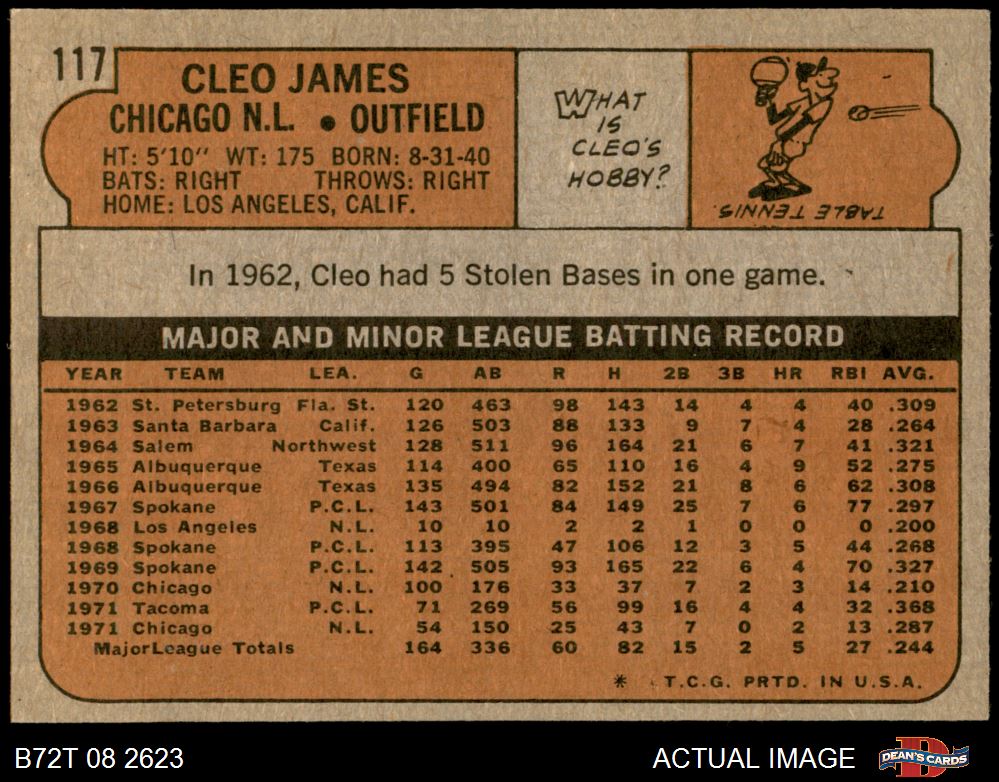 117
CLEO JAMES
CHICAGO N.L. • OUTFIELD
HT: 5'10" WT: 175 BORN: 8-31-40
BATS: RIGHT THROWS: RIGHT
HOME: LOS ANGELES, CALIF.
WHAT
IS
CLEO'S
HOBBY?
TABLE TENNIS.
In 1962, Cleo had 5 Stolen Bases in one game.
MAJOR AND MINOR LEAGUE BATTING RECORD
YEAR TEAM LEA. G AB R H 2B 3B HR RBI AVG.
1962 St. Petersburg Fla. St. 120 463 98 143 14 4 4 40 .309
1963 Santa Barbara Calif. 126 503 88 133 9 7 4 28 .264
1964 Salem Northwest 128 511 96 164 21 6 7 41 .321
1965 Albuquerque Texas 114 400 65 110 16 4 9 52 .275
1966 Albuquerque Texas 135 494 82 152 21 8 6 62 .308
1967 Spokane P.C.L. 143 501 84 149 25 7 6 77 .297
1968 Los Angeles N.L. 10 10 2 2 1 0 0 0 .200
1968 Spokane P.C.L. 113 395 47 106 12 3 5 44 .268
1969 Spokane P.C.L. 142 505 93 165 22 6 4 70 .327
1970 Chicago N.L. 100 176 33 37 7 2 3 14 .210
1971 Tacoma P.C.L. 71 269 56 99 16 4 4 32 .368
1971 Chicago N.L. 54 150 25 43 7 0 2 13 .287
Major League Totals 164 336 60 82 15 2 5 27 .244
* T.C.G. PRTD. IN U.S.A.
B72T 08 2623
ACTUAL IMAGE
DEAN'S CARDS